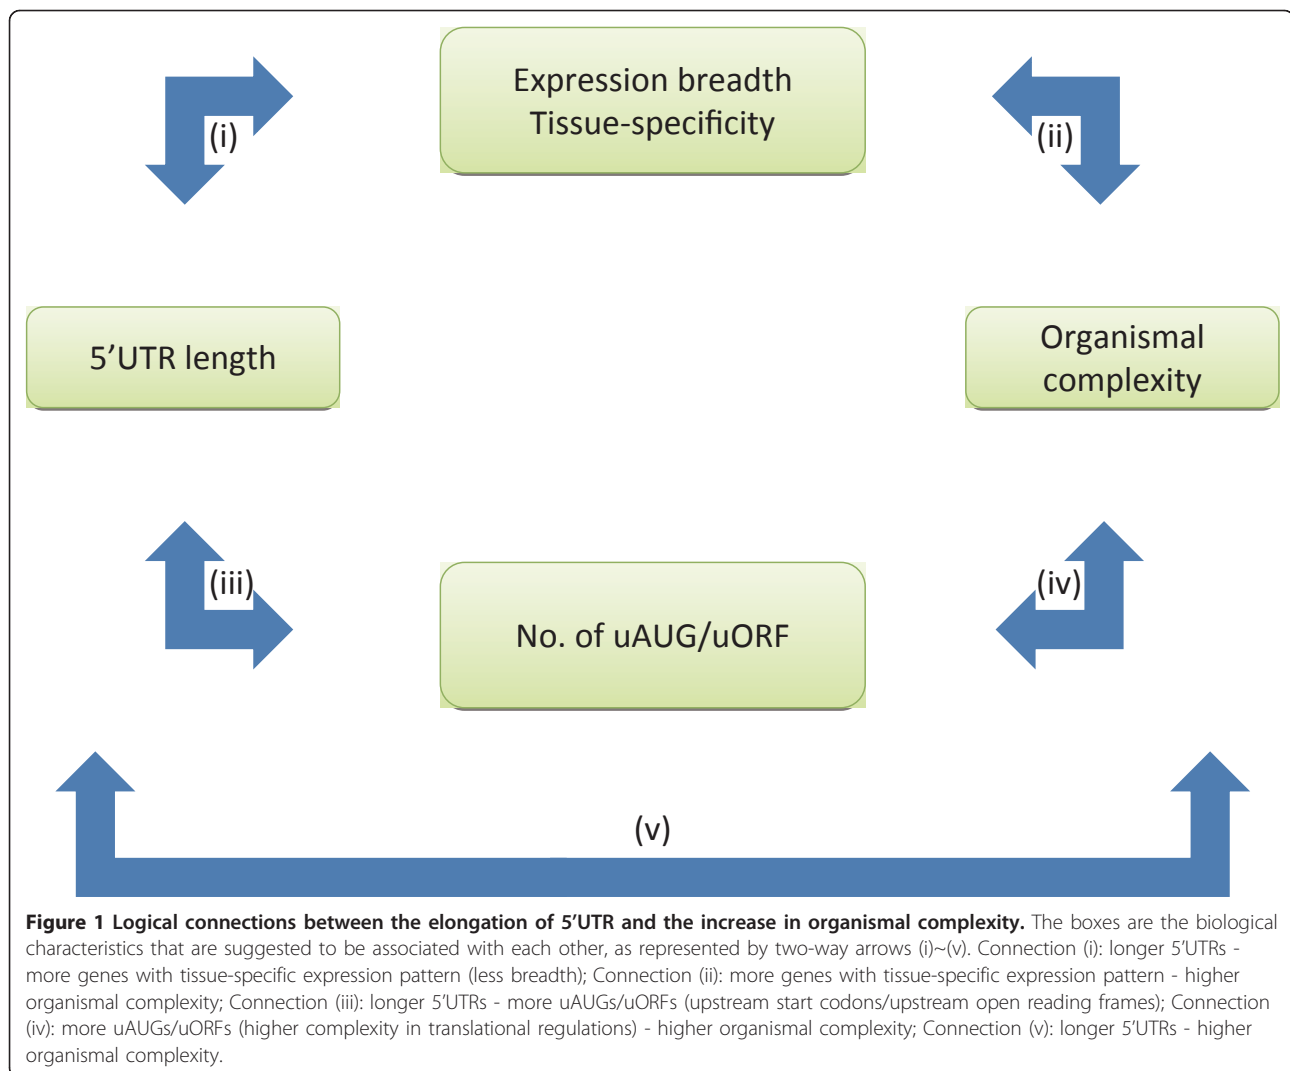 Expression breadth
Tissue-specificity
(i)
(ii)
5’UTR length
Organismal
complexity
(iii)
(iv)
No. of uAUG/uORF
(v)
Figure 1 Logical connections between the elongation of 5’UTR and the increase in organismal complexity. The boxes are the biological
characteristics that are suggested to be associated with each other, as represented by two-way arrows (i)~(v). Connection (i): longer 5’UTRs -
more genes with tissue-specific expression pattern (less breadth); Connection (ii): more genes with tissue-specific expression pattern - higher
organismal complexity; Connection (iii): longer 5’UTRs - more uAUGs/uORFs (upstream start codons/upstream open reading frames); Connection
(iv): more uAUGs/uORFs (higher complexity in translational regulations) - higher organismal complexity; Connection (v): longer 5’UTRs - higher
organismal complexity.